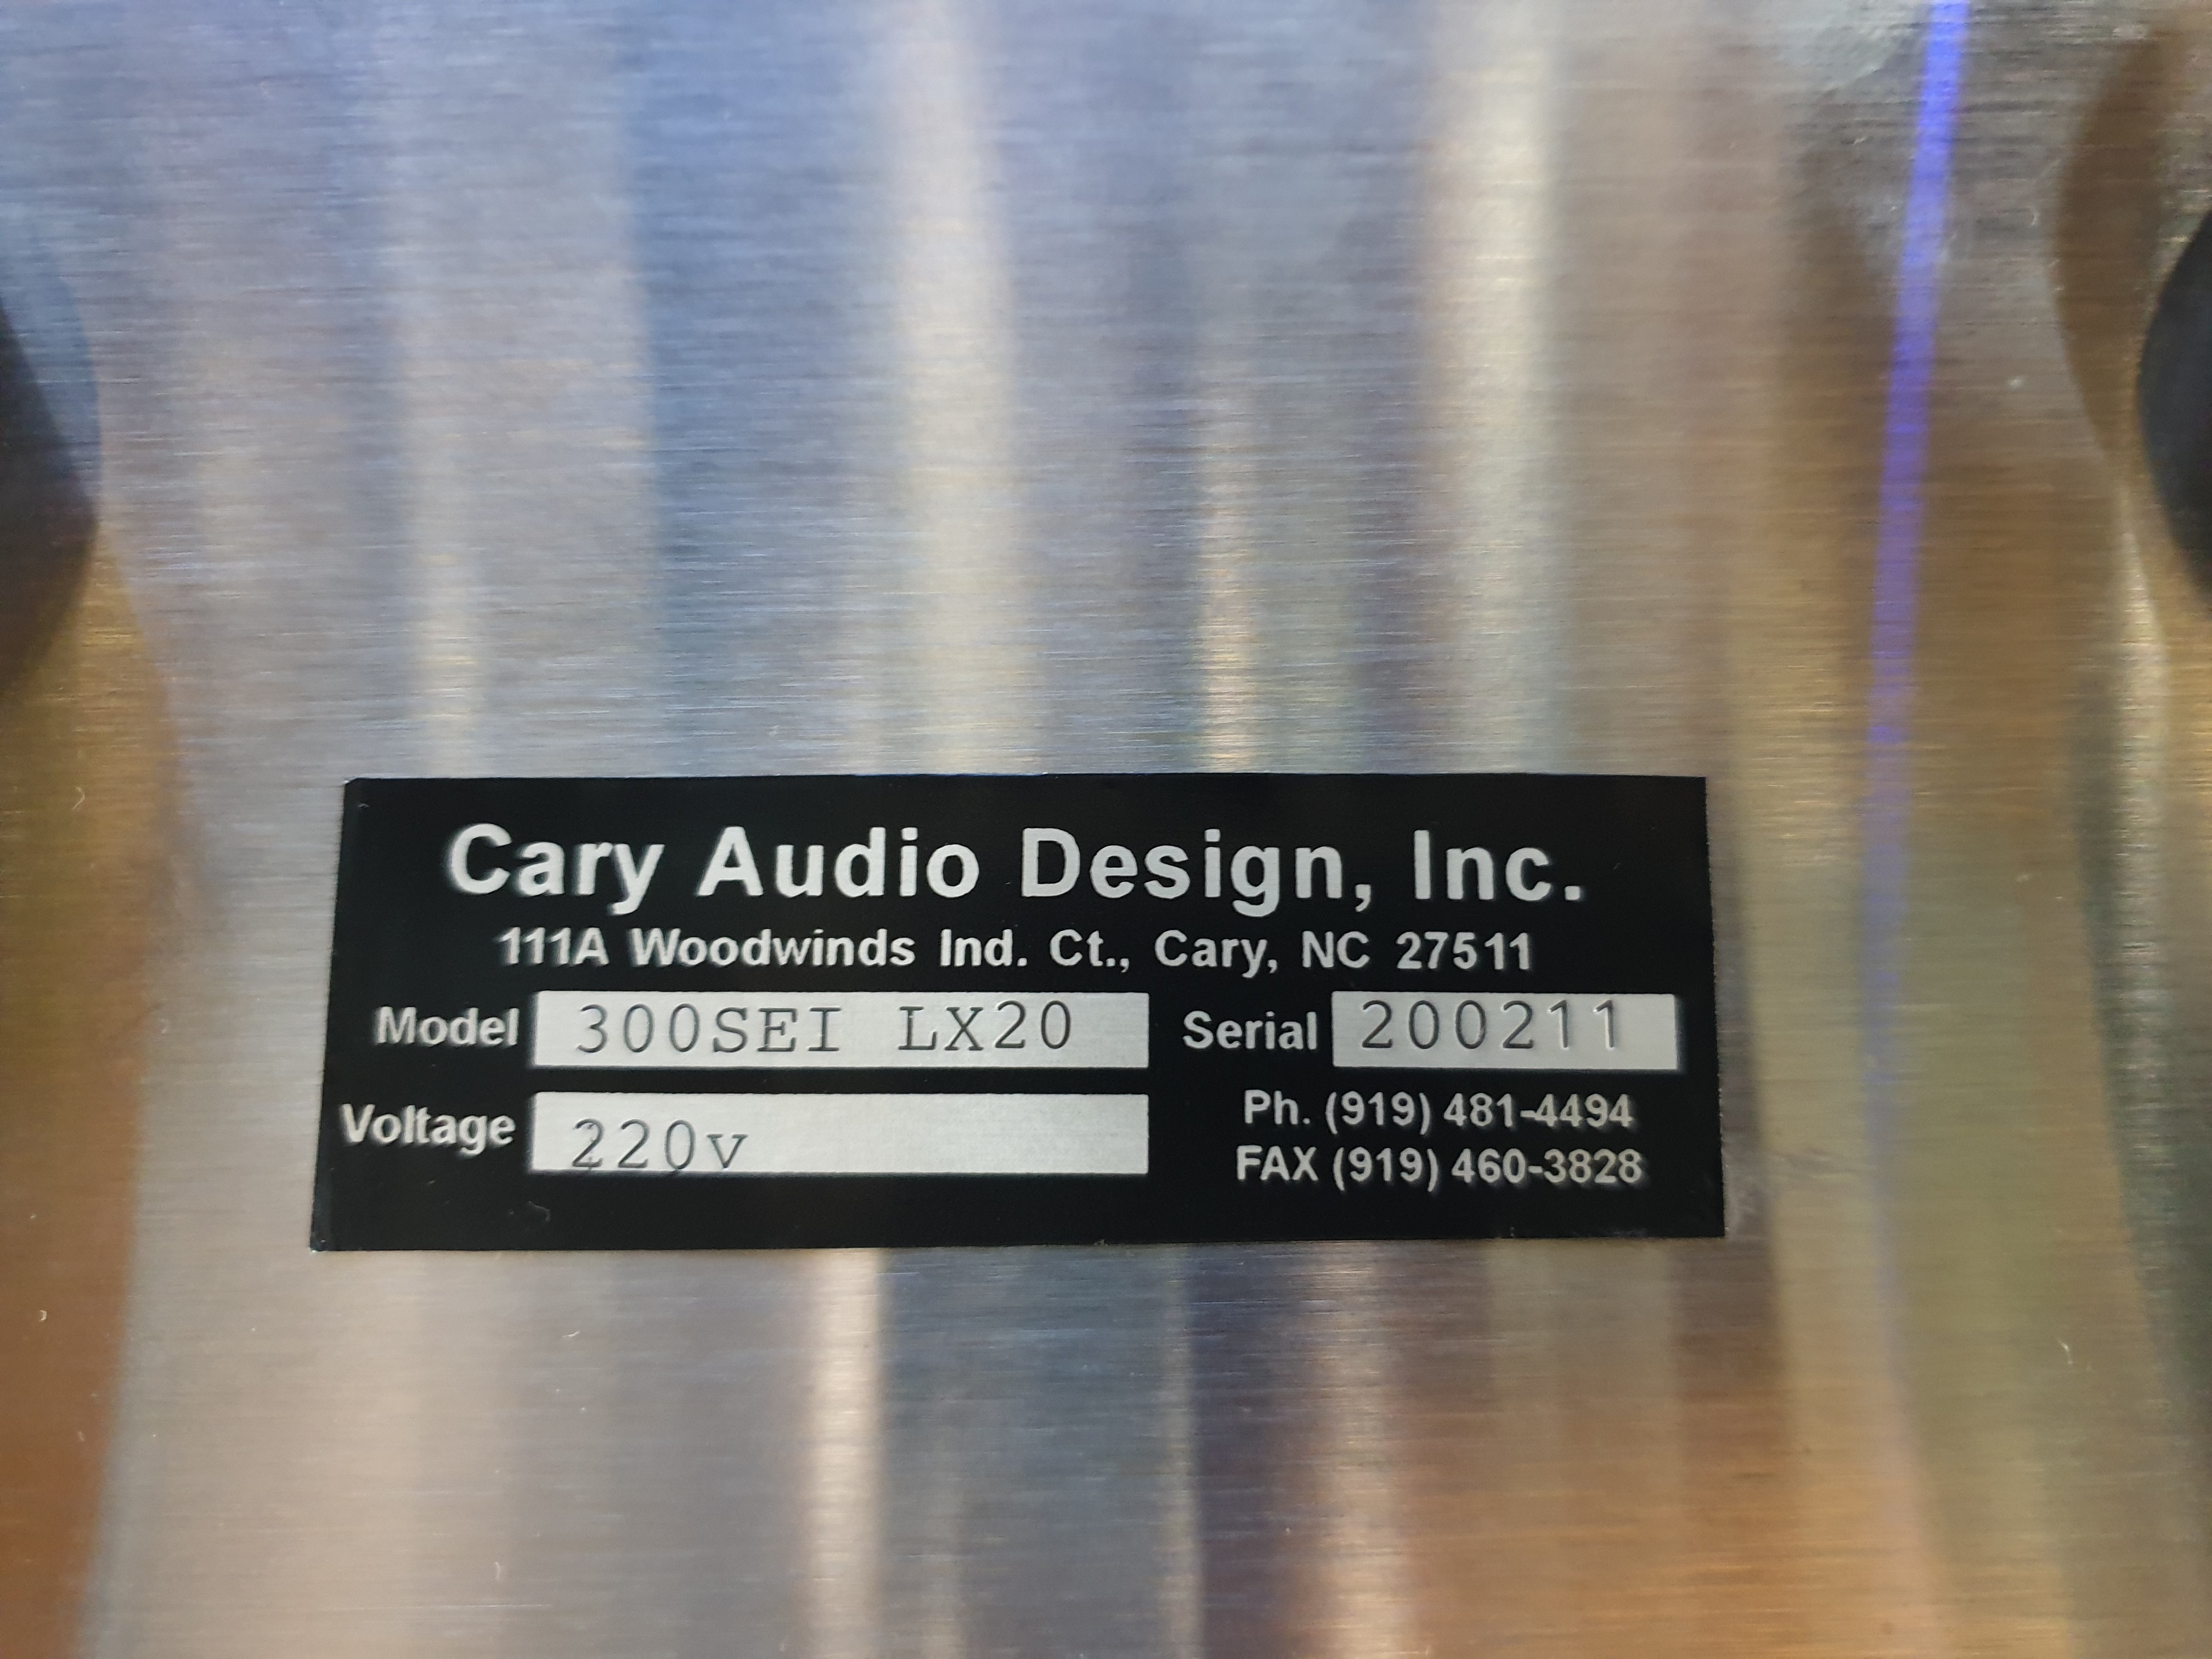 Cary Audio Design, Inc.
111A Woodwinds Ind. Ct., Cary, NC 27511
Model 300SEI LX20 Serial 200211
Voltage 220v
Ph. (919) 481-4494
FAX (919) 460-3828